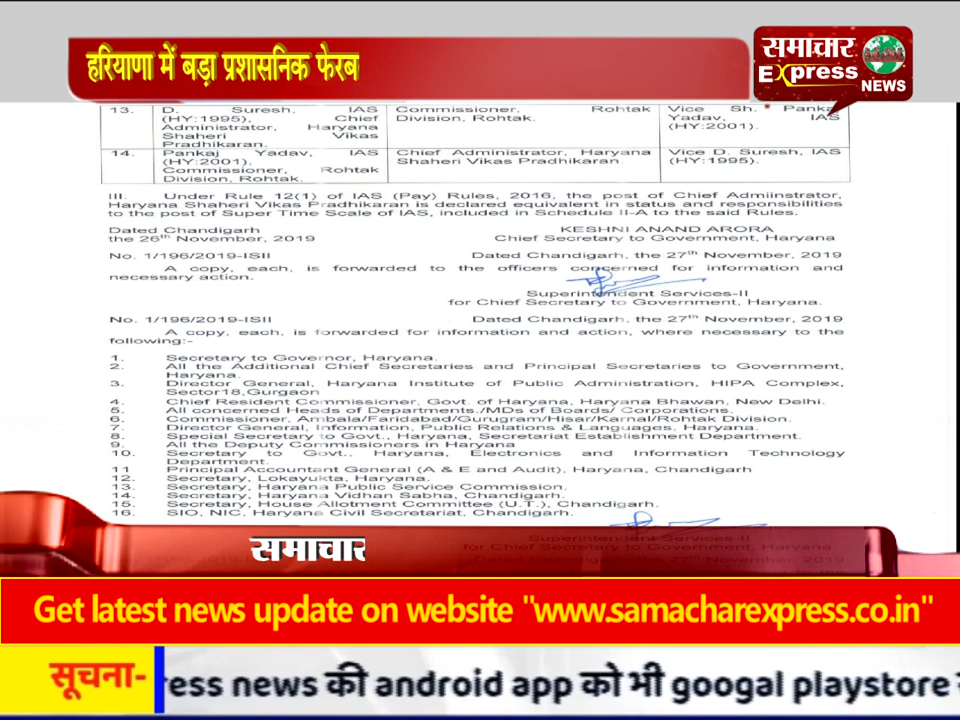 हरियाणा में बड़ा प्रशासनिक फेरब
समाचार
Express
NEWS
13. D. Suresh, IAS (HY:1995), Chief Administrator, Haryana Shaheri Vikas Pradhikaran. Commissioner, Rohtak Division, Rohtak. Vice Sh. Pankaj Yadav, IAS (HY:2001).
14. Pankaj Yadav, IAS (HY:2001), Commissioner, Rohtak Division, Rohtak. Chief Administrator, Haryana Shaheri Vikas Pradhikaran Vice D. Suresh, IAS (HY:1995).
III. Under Rule 12(1) of IAS (Pay) Rules, 2016, the post of Chief Admiinstrator,
Haryana Shaheri Vikas Pradhikaran is declared equivalent in status and responsibilities
to the post of Super Time Scale of IAS, included in Schedule II-A to the said Rules.
Dated Chandigarh KESHNI ANAND ARORA
the 26th November, 2019 Chief Secretary to Government, Haryana
No. 1/196/2019-ISII Dated Chandigarh, the 27th November, 2019
A copy, each, is forwarded to the officers concerned for information and
necessary action.
Superintendent Services-II
for Chief Secretary to Government, Haryana.
No. 1/196/2019-ISII Dated Chandigarh, the 27th November, 2019
A copy, each, is forwarded for information and action, where necessary to the
following:-
1. Secretary to Governor, Haryana.
2. All the Additional Chief Secretaries and Principal Secretaries to Government,
Haryana.
3. Director General, Haryana Institute of Public Administration, HIPA Complex,
Sector18,Gurgaon
4. Chief Resident Commissioner, Govt. of Haryana, Haryana Bhawan, New Delhi.
5. All concerned Heads of Departments./MDs of Boards/ Corporations.
6. Commissioner, Ambala/Faridabad/Gurugram/Hisar/Karnal/Rohtak Division.
7. Director General, Information, Public Relations & Languages, Haryana.
8. Special Secretary to Govt., Haryana, Secretariat Establishment Department.
9. All the Deputy Commissioners in Haryana
10. Secretary to Govt., Haryana, Electronics and Information Technology
Department.
11 Principal Accountant General (A & E and Audit), Haryana, Chandigarh
12. Secretary, Lokayukta, Haryana.
13. Secretary, Haryana Public Service Commission.
14. Secretary, Haryana Vidhan Sabha, Chandigarh.
15. Secretary, House Allotment Committee (U.T.), Chandigarh.
16. SIO, NIC, Haryana Civil Secretariat, Chandigarh.
Superintendent Services-II
for Chief Secretary to Government, Haryana
समाचार
Dated Chandigarh, the 27th November, 2019
Get latest news update on website "www.samacharexpress.co.in"
सूचना- ress news की android app को भी googal playstore